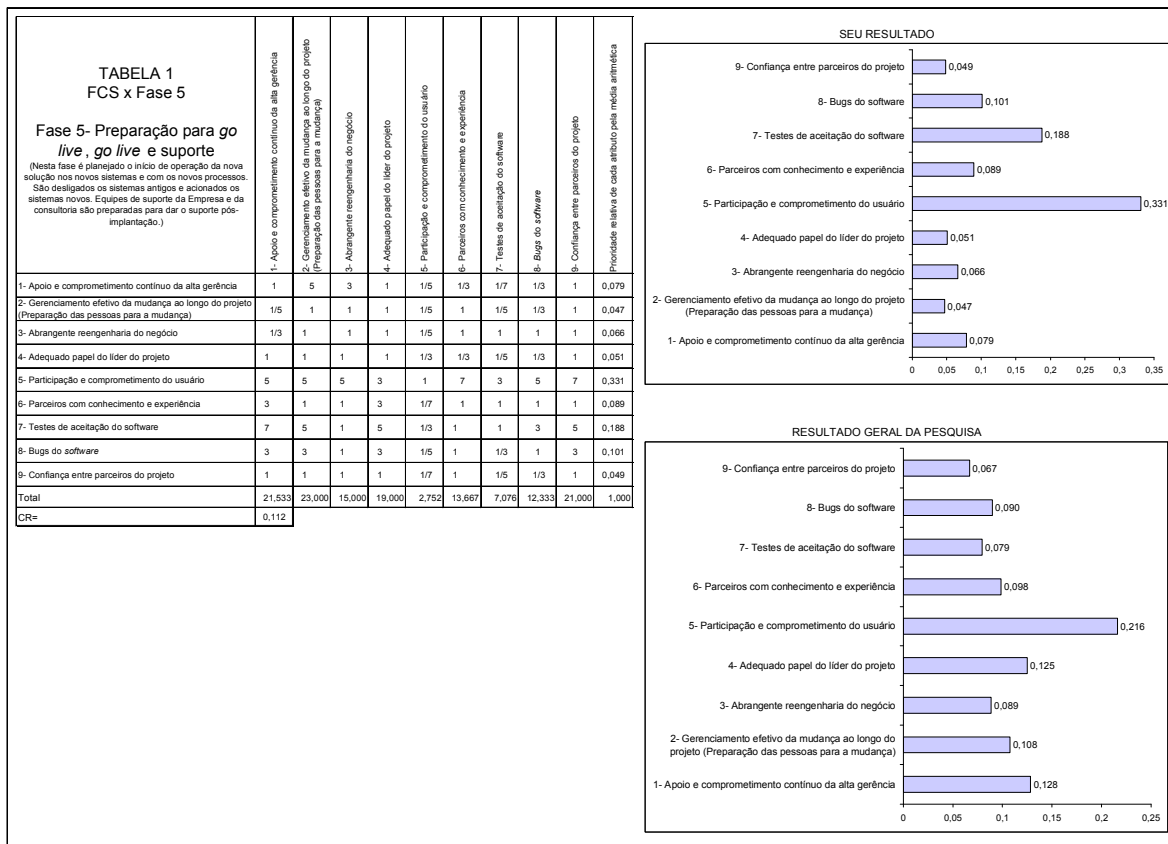 TABELA 1
FCS x Fase 5
Fase 5- Preparação para go
live, go live e suporte
(Nesta fase é planejado o início de operação da nova
solução nos novos sistemas e com os novos processos.
São desligados os sistemas antigos e acionados os
sistemas novos. Equipes de suporte da Empresa e da
consultoria são preparadas para dar o suporte pós-
implantação.)
1- Apoio e comprometimento contínuo da alta gerência
2- Gerenciamento efetivo da mudança ao longo do projeto
(Preparação das pessoas para a mudança)
3- Abrangente reengenharia do negócio
4- Adequado papel do líder do projeto
5- Participação e comprometimento do usuário
6- Parceiros com conhecimento e experiência
7- Testes de aceitação do software
8- Bugs do software
9- Confiança entre parceiros do projeto
Prioridade relativa de cada atributo pela média aritmética
1- Apoio e comprometimento contínuo da alta gerência 1 5 3 1 1/5 1/3 1/7 1/3 1 0,079
2- Gerenciamento efetivo da mudança ao longo do projeto
(Preparação das pessoas para a mudança) 1/5 1 1 1 1/5 1 1/5 1/3 1 0,047
3- Abrangente reengenharia do negócio 1/3 1 1 1 1/5 1 1 1 1 0,066
4- Adequado papel do líder do projeto 1 1 1 1 1/3 1/3 1/5 1/3 1 0,051
5- Participação e comprometimento do usuário 5 5 5 3 1 7 3 5 7 0,331
6- Parceiros com conhecimento e experiência 3 1 1 3 1/7 1 1 1 1 0,089
7- Testes de aceitação do software 7 5 1 5 1/3 1 1 3 5 0,188
8- Bugs do software 3 3 1 3 1/5 1 1/3 1 3 0,101
9- Confiança entre parceiros do projeto 1 1 1 1 1/7 1 1/5 1/3 1 0,049
Total 21,533 23,000 15,000 19,000 2,752 13,667 7,076 12,333 21,000 1,000
CR= 0,112
SEU RESULTADO
9- Confiança entre parceiros do projeto 0,049
8- Bugs do software 0,101
7- Testes de aceitação do software 0,188
6- Parceiros com conhecimento e experiência 0,089
5- Participação e comprometimento do usuário 0,331
4- Adequado papel do líder do projeto 0,051
3- Abrangente reengenharia do negócio 0,066
2- Gerenciamento efetivo da mudança ao longo do projeto
(Preparação das pessoas para a mudança) 0,047
1- Apoio e comprometimento contínuo da alta gerência 0,079
0 0,05 0,1 0,15 0,2 0,25 0,3 0,35
RESULTADO GERAL DA PESQUISA
9- Confiança entre parceiros do projeto 0,067
8- Bugs do software 0,090
7- Testes de aceitação do software 0,079
6- Parceiros com conhecimento e experiência 0,098
5- Participação e comprometimento do usuário 0,216
4- Adequado papel do líder do projeto 0,125
3- Abrangente reengenharia do negócio 0,089
2- Gerenciamento efetivo da mudança ao longo do
projeto (Preparação das pessoas para a mudança) 0,108
1- Apoio e comprometimento contínuo da alta gerência 0,128
0 0,05 0,1 0,15 0,2 0,25